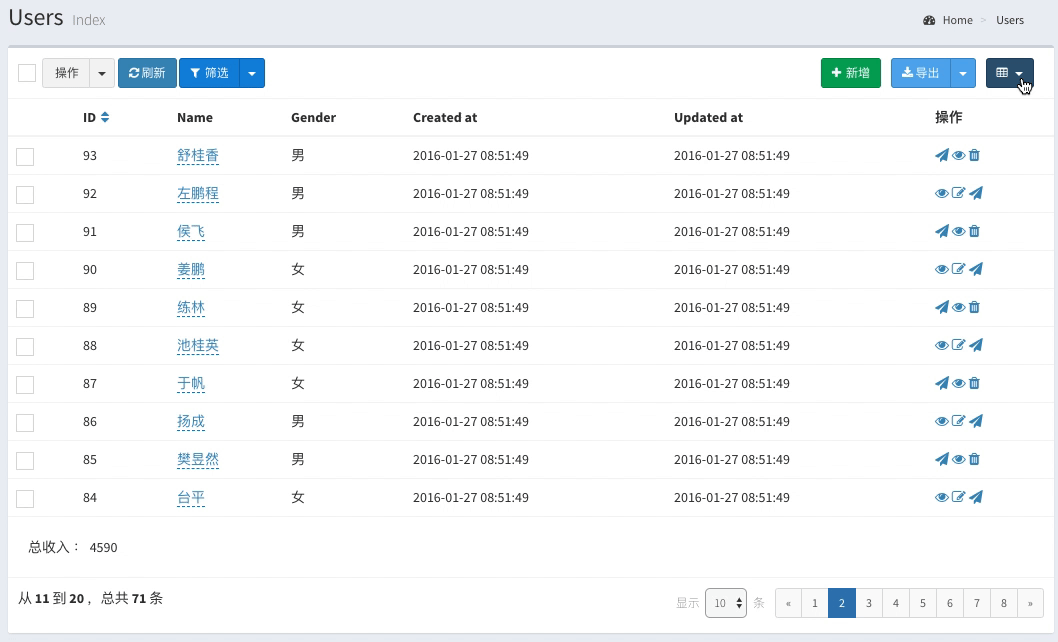 Users Index Home > Users
操作 刷新 筛选 新增 导出
ID Name Gender Created at Updated at 操作
93 舒桂香 男 2016-01-27 08:51:49 2016-01-27 08:51:49
92 左鹏程 男 2016-01-27 08:51:49 2016-01-27 08:51:49
91 侯飞 男 2016-01-27 08:51:49 2016-01-27 08:51:49
90 姜鹏 女 2016-01-27 08:51:49 2016-01-27 08:51:49
89 练林 女 2016-01-27 08:51:49 2016-01-27 08:51:49
88 池桂英 女 2016-01-27 08:51:49 2016-01-27 08:51:49
87 于帆 女 2016-01-27 08:51:49 2016-01-27 08:51:49
86 扬成 男 2016-01-27 08:51:49 2016-01-27 08:51:49
85 樊昱然 男 2016-01-27 08:51:49 2016-01-27 08:51:49
84 台平 女 2016-01-27 08:51:49 2016-01-27 08:51:49
总收入： 4590
从 11 到 20 ，总共 71 条 显示 10 条 « 1 2 3 4 5 6 7 8 »